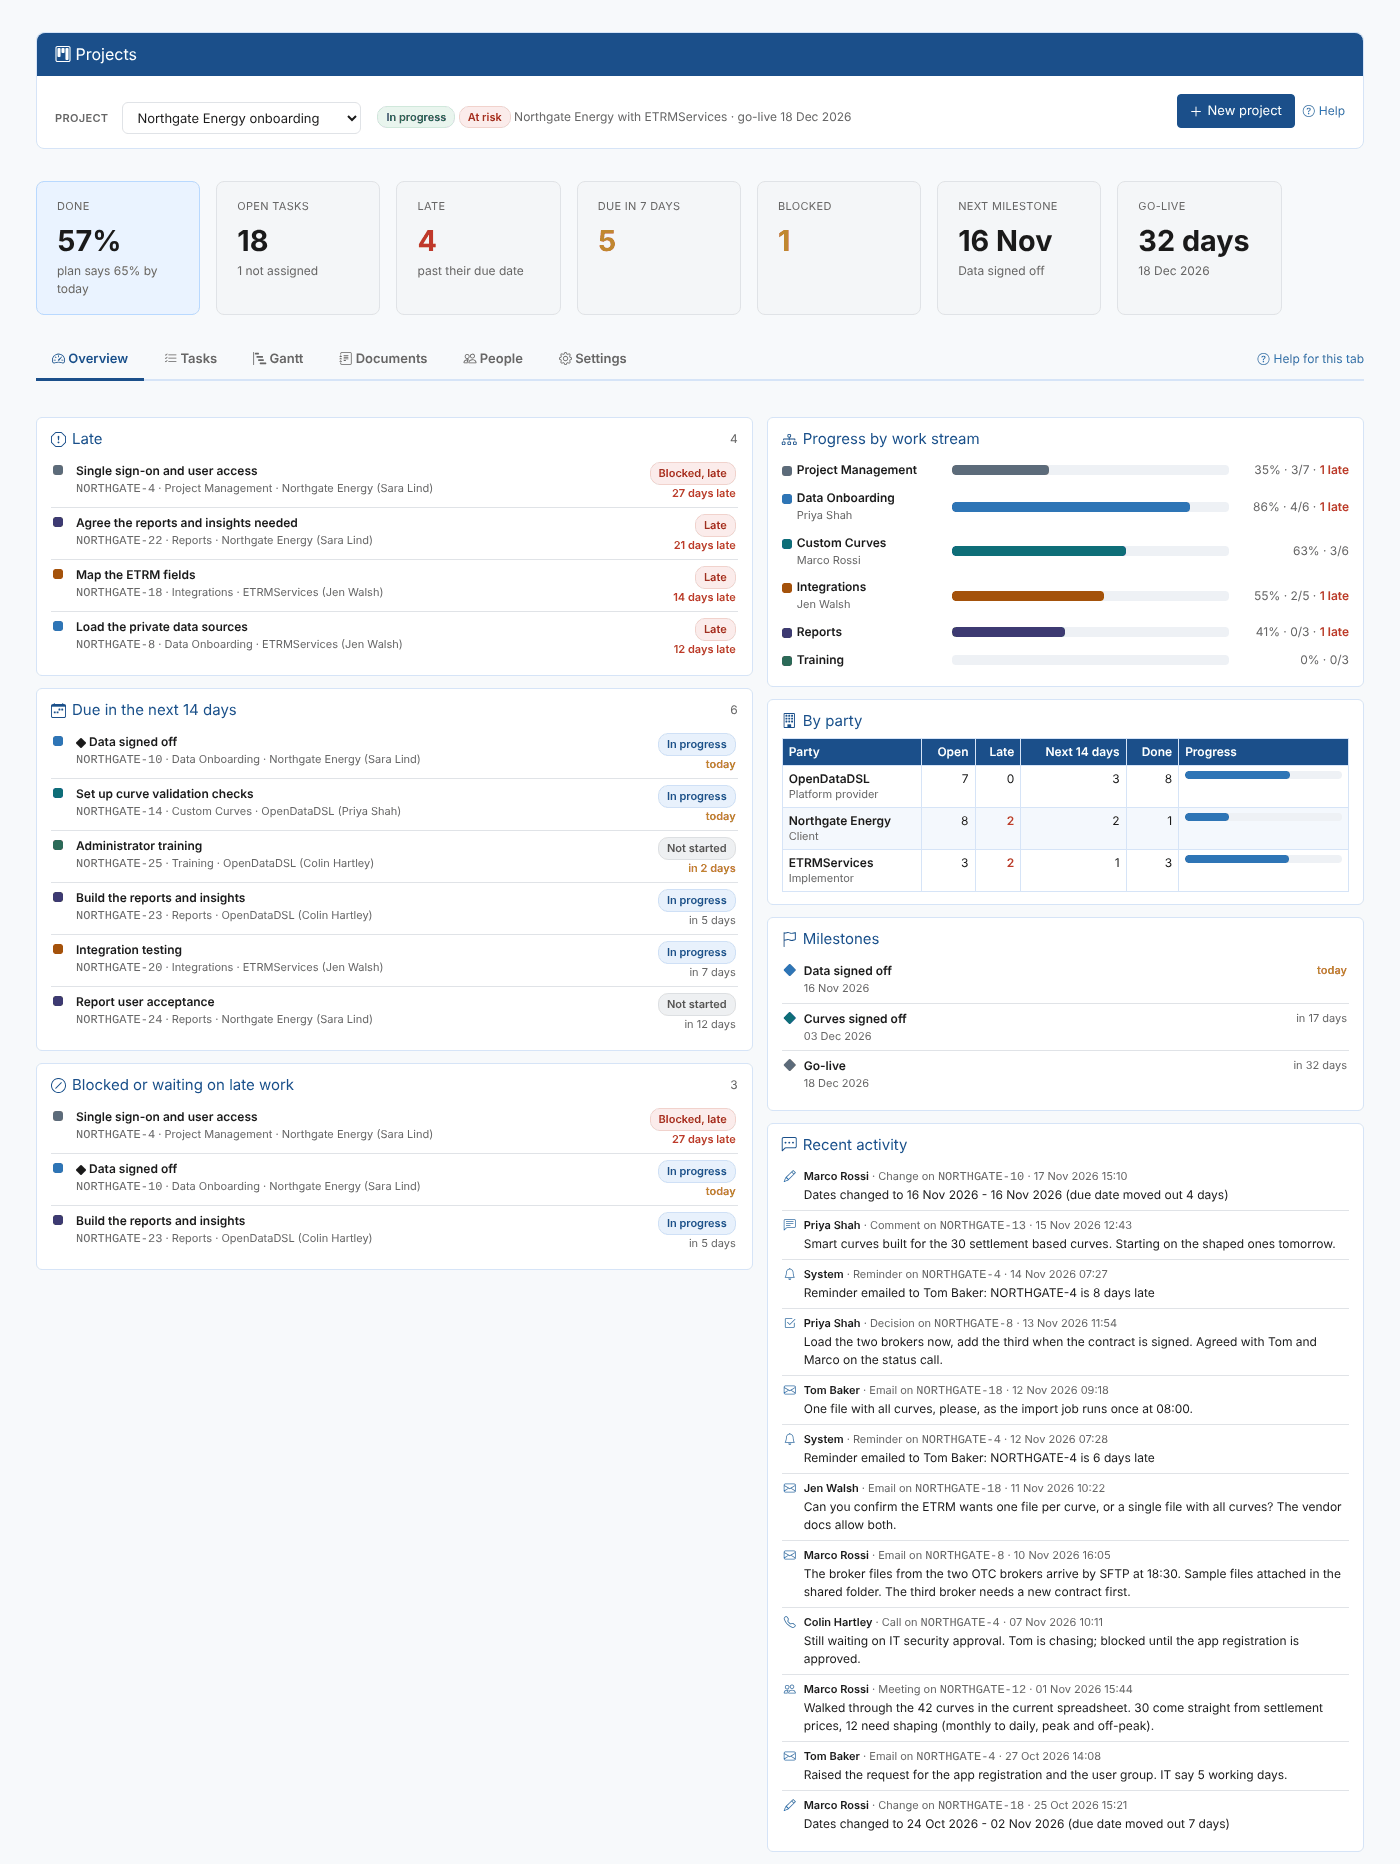 Projects
PROJECT
Northgate Energy onboarding
In progress
At risk
Northgate Energy with ETRMServices · go-live 18 Dec 2026
+ New project
Help
DONE
57%
plan says 65% by
today
OPEN TASKS
18
1 not assigned
LATE
4
past their due date
DUE IN 7 DAYS
5
BLOCKED
1
NEXT MILESTONE
16 Nov
Data signed off
GO-LIVE
32 days
18 Dec 2026
Overview
Tasks
Gantt
Documents
People
Settings
Help for this tab
Late
4
Single sign-on and user access
Blocked, late
NORTHGATE-4 · Project Management · Northgate Energy (Sara Lind)
27 days late
Agree the reports and insights needed
Late
NORTHGATE-22 · Reports · Northgate Energy (Sara Lind)
21 days late
Map the ETRM fields
Late
NORTHGATE-18 · Integrations · ETRMServices (Jen Walsh)
14 days late
Load the private data sources
Late
NORTHGATE-8 · Data Onboarding · ETRMServices (Jen Walsh)
12 days late
Due in the next 14 days
6
◆ Data signed off
In progress
NORTHGATE-10 · Data Onboarding · Northgate Energy (Sara Lind)
today
Set up curve validation checks
In progress
NORTHGATE-14 · Custom Curves · OpenDataDSL (Priya Shah)
today
Administrator training
Not started
NORTHGATE-25 · Training · OpenDataDSL (Colin Hartley)
in 2 days
Build the reports and insights
In progress
NORTHGATE-23 · Reports · OpenDataDSL (Colin Hartley)
in 5 days
Integration testing
In progress
NORTHGATE-20 · Integrations · ETRMServices (Jen Walsh)
in 7 days
Report user acceptance
Not started
NORTHGATE-24 · Reports · Northgate Energy (Sara Lind)
in 12 days
Blocked or waiting on late work
3
Single sign-on and user access
Blocked, late
NORTHGATE-4 · Project Management · Northgate Energy (Sara Lind)
27 days late
◆ Data signed off
In progress
NORTHGATE-10 · Data Onboarding · Northgate Energy (Sara Lind)
today
Build the reports and insights
In progress
NORTHGATE-23 · Reports · OpenDataDSL (Colin Hartley)
in 5 days
Progress by work stream
Project Management
35% · 3/7 · 1 late
Data Onboarding
Priya Shah
86% · 4/6 · 1 late
Custom Curves
Marco Rossi
63% · 3/6
Integrations
Jen Walsh
55% · 2/5 · 1 late
Reports
41% · 0/3 · 1 late
Training
0% · 0/3
By party
Party Open Late Next 14 days Done Progress
OpenDataDSL 7 0 3 8
Platform provider
Northgate Energy 8 2 2 1
Client
ETRMServices 3 2 1 3
Implementor
Milestones
Data signed off
today
16 Nov 2026
Curves signed off
in 17 days
03 Dec 2026
Go-live
in 32 days
18 Dec 2026
Recent activity
Marco Rossi · Change on NORTHGATE-10 · 17 Nov 2026 15:10
Dates changed to 16 Nov 2026 - 16 Nov 2026 (due date moved out 4 days)
Priya Shah · Comment on NORTHGATE-13 · 15 Nov 2026 12:43
Smart curves built for the 30 settlement based curves. Starting on the shaped ones tomorrow.
System · Reminder on NORTHGATE-4 · 14 Nov 2026 07:27
Reminder emailed to Tom Baker: NORTHGATE-4 is 8 days late
Priya Shah · Decision on NORTHGATE-8 · 13 Nov 2026 11:54
Load the two brokers now, add the third when the contract is signed. Agreed with Tom and
Marco on the status call.
Tom Baker · Email on NORTHGATE-18 · 12 Nov 2026 09:18
One file with all curves, please, as the import job runs once at 08:00.
System · Reminder on NORTHGATE-4 · 12 Nov 2026 07:28
Reminder emailed to Tom Baker: NORTHGATE-4 is 6 days late
Jen Walsh · Email on NORTHGATE-18 · 11 Nov 2026 10:22
Can you confirm the ETRM wants one file per curve, or a single file with all curves? The vendor
docs allow both.
Marco Rossi · Email on NORTHGATE-8 · 10 Nov 2026 16:05
The broker files from the two OTC brokers arrive by SFTP at 18:30. Sample files attached in the
shared folder. The third broker needs a new contract first.
Colin Hartley · Call on NORTHGATE-4 · 07 Nov 2026 10:11
Still waiting on IT security approval. Tom is chasing; blocked until the app registration is
approved.
Marco Rossi · Meeting on NORTHGATE-12 · 01 Nov 2026 15:44
Walked through the 42 curves in the current spreadsheet. 30 come straight from settlement
prices, 12 need shaping (monthly to daily, peak and off-peak).
Tom Baker · Email on NORTHGATE-4 · 27 Oct 2026 14:08
Raised the request for the app registration and the user group. IT say 5 working days.
Marco Rossi · Change on NORTHGATE-18 · 25 Oct 2026 15:21
Dates changed to 24 Oct 2026 - 02 Nov 2026 (due date moved out 7 days)